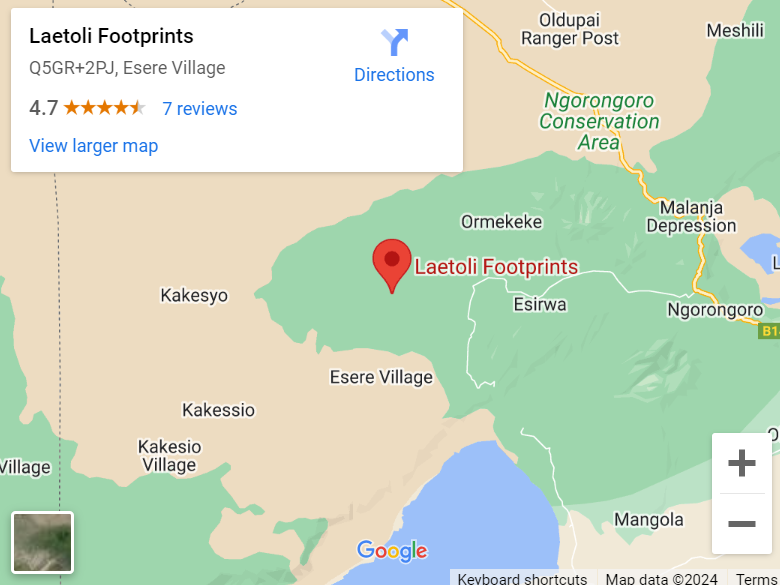 Laetoli Footprints
Q5GR+2PJ, Esere Village
4.7
7 reviews
View larger map
Directions
Oldupai
Ranger Post
Meshili
Ngorongoro
Conservation
Area
Malanja
Depression
Ormekeke
Laetoli Footprints
Kakesyo
Esirwa
Ngorongoro
Esere Village
Kakessio
Kakesio
Village
Village
Mangola
Google
Keyboard shortcuts
Map data ©2024
Terms